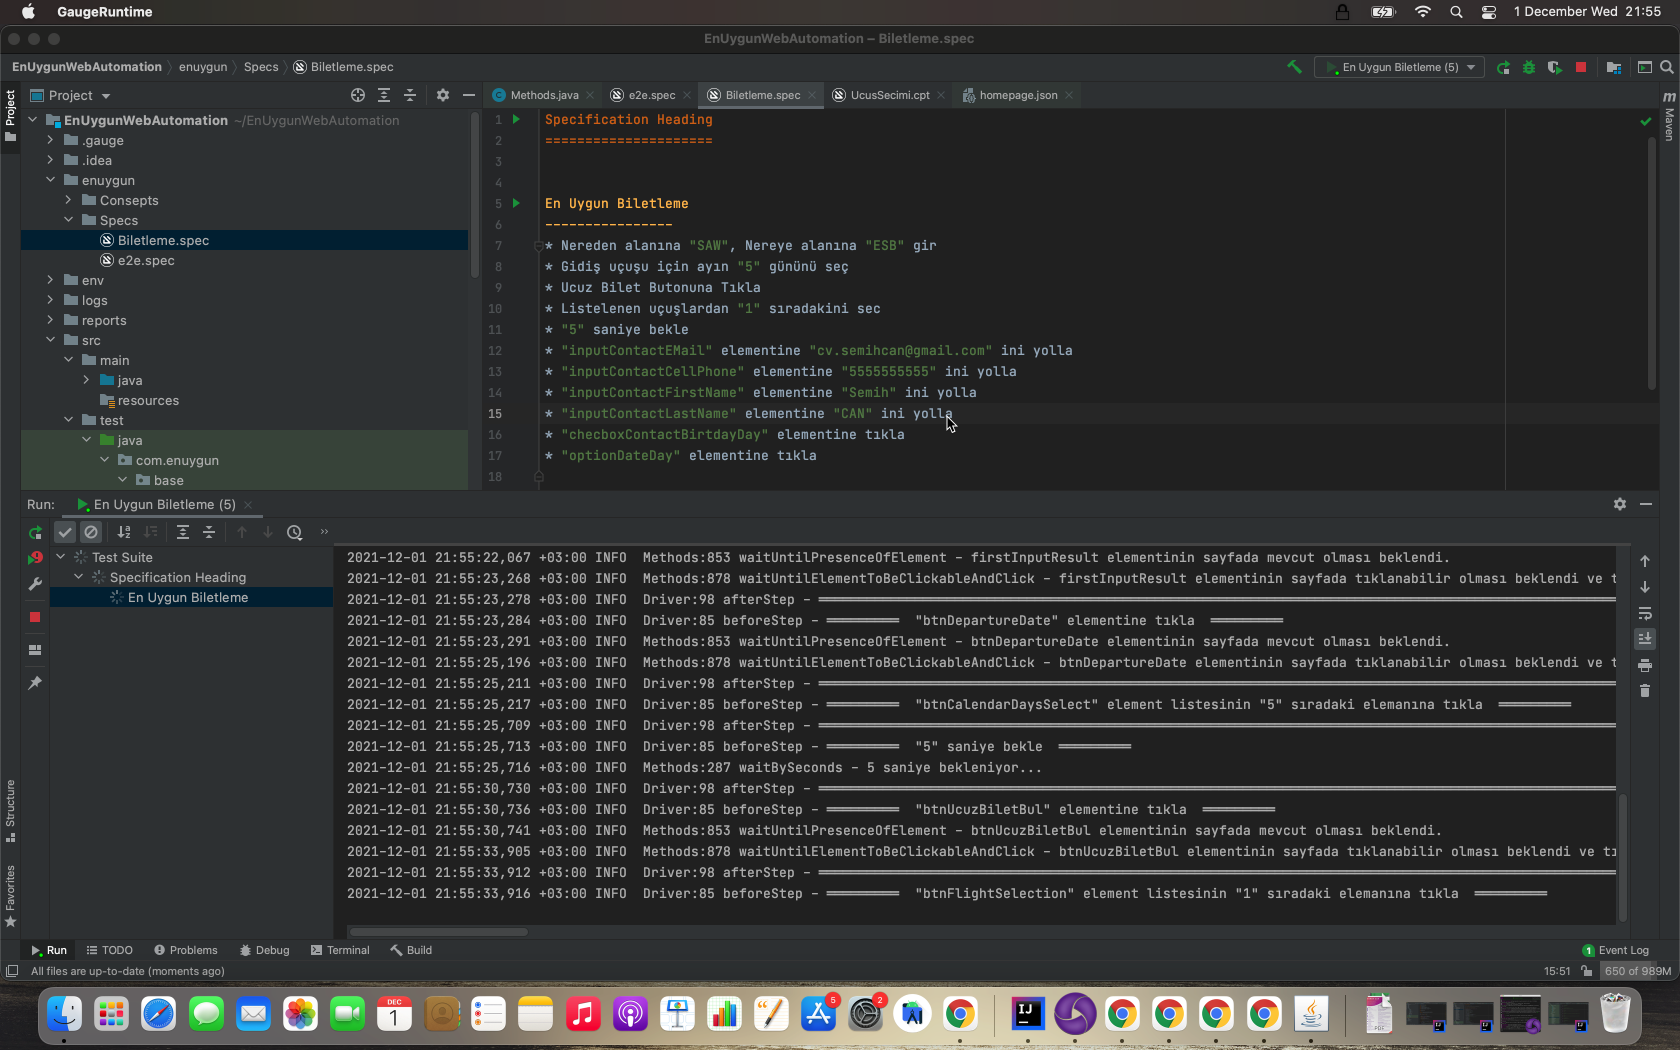 GaugeRuntime
1 December Wed 21:55
EnUygunWebAutomation – Biletleme.spec
EnUygunWebAutomation enuygun Specs Biletleme.spec
En Uygun Biletleme (5)
Project
Methods.java e2e.spec Biletleme.spec UcusSecimi.cpt homepage.json
Project
Maven
EnUygunWebAutomation ~/EnUygunWebAutomation
.gauge
.idea
enuygun
Consepts
Specs
Biletleme.spec
e2e.spec
env
logs
reports
src
main
java
resources
test
java
com.enuygun
base
1 Specification Heading
2 =====================
3
4
5 En Uygun Biletleme
6 ----------------
7 * Nereden alanına "SAW", Nereye alanına "ESB" gir
8 * Gidiş uçuşu için ayın "5" gününü seç
9 * Ucuz Bilet Butonuna Tıkla
10 * Listelenen uçuşlardan "1" sıradakini sec
11 * "5" saniye bekle
12 * "inputContactEMail" elementine "cv.semihcan@gmail.com" ini yolla
13 * "inputContactCellPhone" elementine "5555555555" ini yolla
14 * "inputContactFirstName" elementine "Semih" ini yolla
15 * "inputContactLastName" elementine "CAN" ini yolla
16 * "checboxContactBirtdayDay" elementine tıkla
17 * "optionDateDay" elementine tıkla
18
Run: En Uygun Biletleme (5)
Test Suite
Specification Heading
En Uygun Biletleme
2021-12-01 21:55:22,067 +03:00 INFO  Methods:853 waitUntilPresenceOfElement - firstInputResult elementinin sayfada mevcut olması beklendi.
2021-12-01 21:55:23,268 +03:00 INFO  Methods:878 waitUntilElementToBeClickableAndClick - firstInputResult elementinin sayfada tıklanabilir olması beklendi ve t
2021-12-01 21:55:23,278 +03:00 INFO  Driver:98 afterStep - ════════════════════
2021-12-01 21:55:23,284 +03:00 INFO  Driver:85 beforeStep - ═════════  "btnDepartureDate" elementine tıkla  ═════════
2021-12-01 21:55:23,291 +03:00 INFO  Methods:853 waitUntilPresenceOfElement - btnDepartureDate elementinin sayfada mevcut olması beklendi.
2021-12-01 21:55:25,196 +03:00 INFO  Methods:878 waitUntilElementToBeClickableAndClick - btnDepartureDate elementinin sayfada tıklanabilir olması beklendi ve t
2021-12-01 21:55:25,211 +03:00 INFO  Driver:98 afterStep - ════════════════════
2021-12-01 21:55:25,217 +03:00 INFO  Driver:85 beforeStep - ═════════  "btnCalendarDaysSelect" element listesinin "5" sıradaki elemanına tıkla  ═════════
2021-12-01 21:55:25,709 +03:00 INFO  Driver:98 afterStep - ════════════════════
2021-12-01 21:55:25,713 +03:00 INFO  Driver:85 beforeStep - ═════════  "5" saniye bekle  ═════════
2021-12-01 21:55:25,716 +03:00 INFO  Methods:287 waitBySeconds - 5 saniye bekleniyor...
2021-12-01 21:55:30,730 +03:00 INFO  Driver:98 afterStep - ════════════════════
2021-12-01 21:55:30,736 +03:00 INFO  Driver:85 beforeStep - ═════════  "btnUcuzBiletBul" elementine tıkla  ═════════
2021-12-01 21:55:30,741 +03:00 INFO  Methods:853 waitUntilPresenceOfElement - btnUcuzBiletBul elementinin sayfada mevcut olması beklendi.
2021-12-01 21:55:33,905 +03:00 INFO  Methods:878 waitUntilElementToBeClickableAndClick - btnUcuzBiletBul elementinin sayfada tıklanabilir olması beklendi ve tı
2021-12-01 21:55:33,912 +03:00 INFO  Driver:98 afterStep - ════════════════════
2021-12-01 21:55:33,916 +03:00 INFO  Driver:85 beforeStep - ═════════  "btnFlightSelection" element listesinin "1" sıradaki elemanına tıkla  ═════════
Structure
Favorites
Run TODO Problems Debug Terminal Build
1 Event Log
All files are up-to-date (moments ago)
15:51 650 of 989M
DEC
1
5
2
IJ